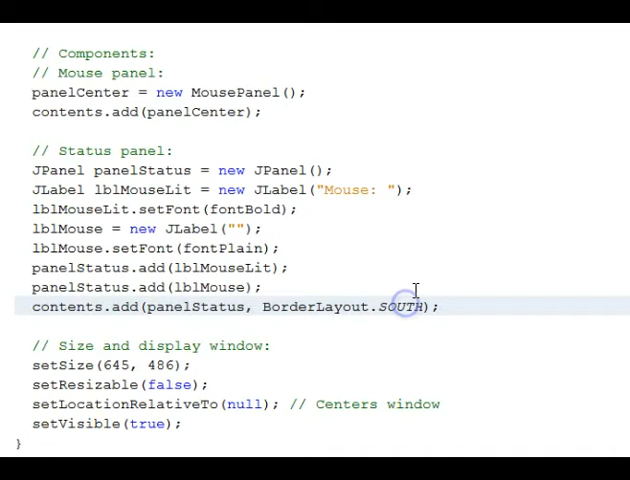 // Components:
// Mouse panel:
panelCenter = new MousePanel();
contents.add(panelCenter);
// Status panel:
JPanel panelStatus = new JPanel();
JLabel lblMouseLit = new JLabel("Mouse: ");
lblMouseLit.setFont(fontBold);
lblMouse = new JLabel("");
lblMouse.setFont(fontPlain);
panelStatus.add(lblMouseLit);
panelStatus.add(lblMouse);
contents.add(panelStatus, BorderLayout.SOUTH);
// Size and display window:
setSize(645, 486);
setResizable(false);
setLocationRelativeTo(null); // Centers window
setVisible(true);
}